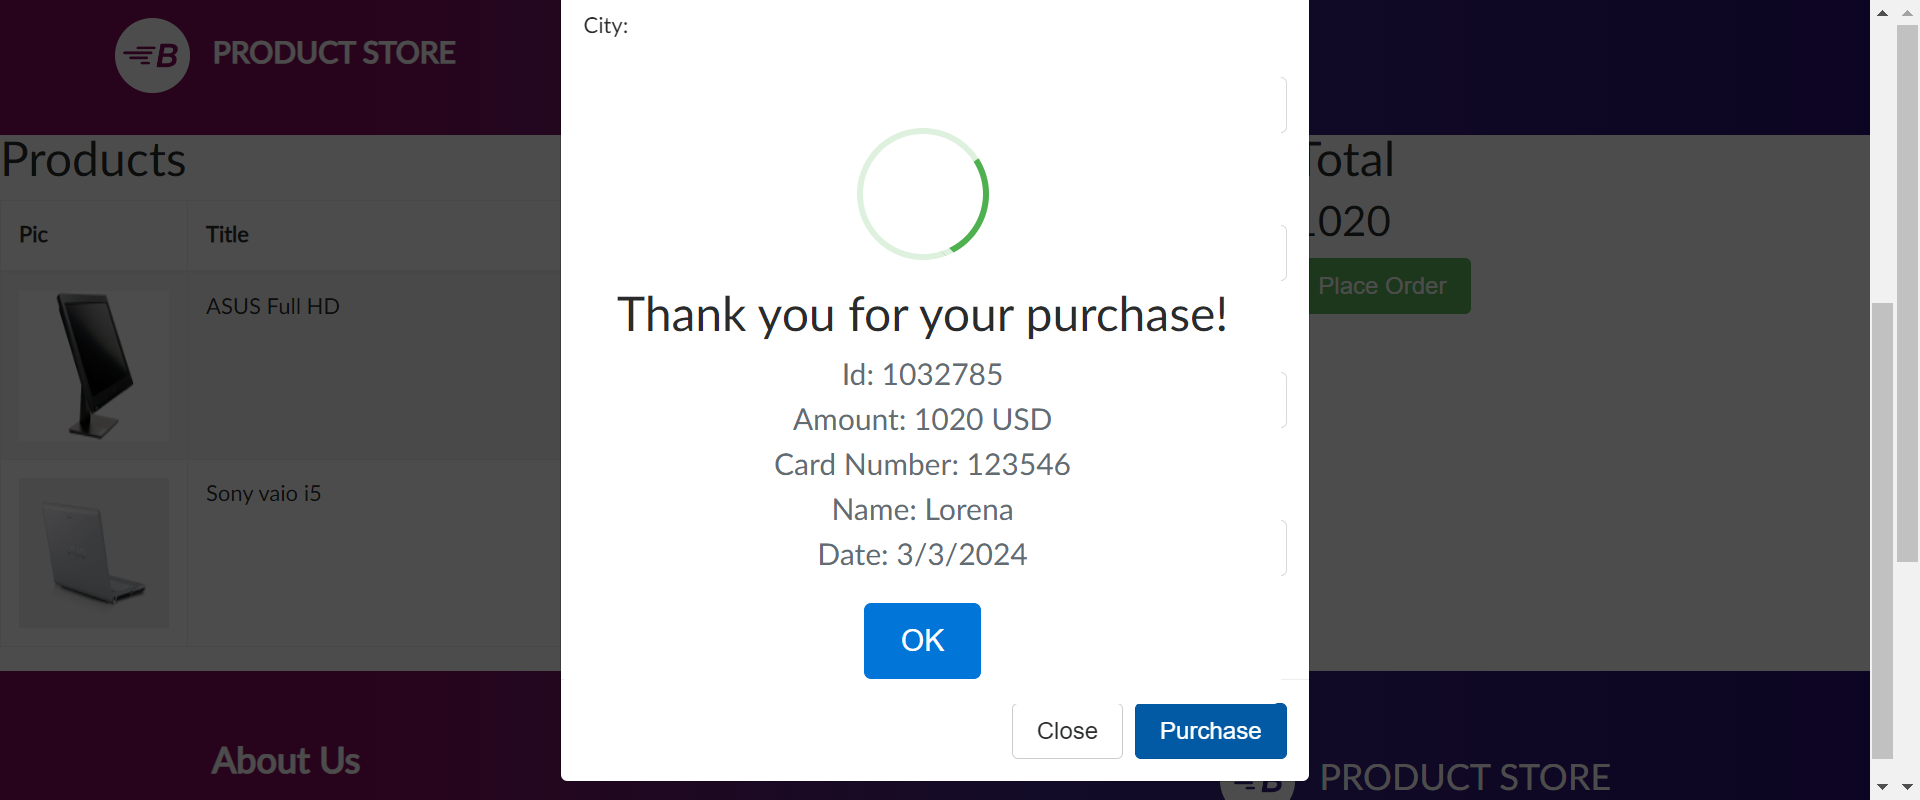 City:
B PRODUCT STORE
Products
Pic Title
ASUS Full HD
Sony vaio i5
Total
1020
Place Order
Thank you for your purchase!
Id: 1032785
Amount: 1020 USD
Card Number: 123546
Name: Lorena
Date: 3/3/2024
OK
Close Purchase
About Us
B PRODUCT STORE